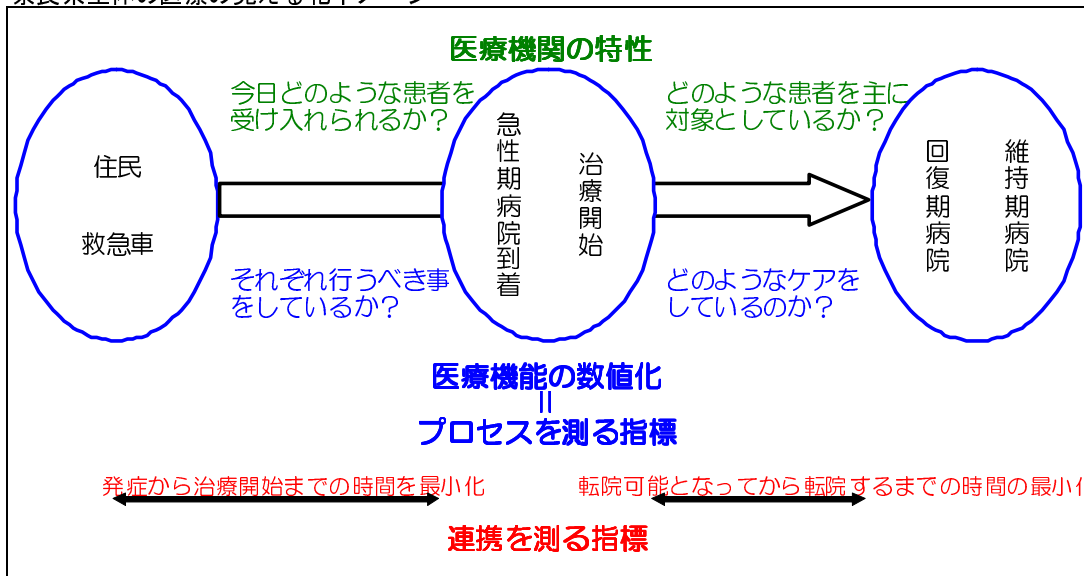 医療機関の特性
今日どのような患者を
受け入れられるか？
どのような患者を主に
対象としているか？
住民
救急車
急性期病院到着
治療開始
回復期病院
維持期病院
それぞれ行うべき事
をしているか？
どのようなケアを
しているのか？
医療機能の数値化
＝
プロセスを測る指標
発症から治療開始までの時間を最小化
転院可能となってから転院するまでの時間の最小
連携を測る指標